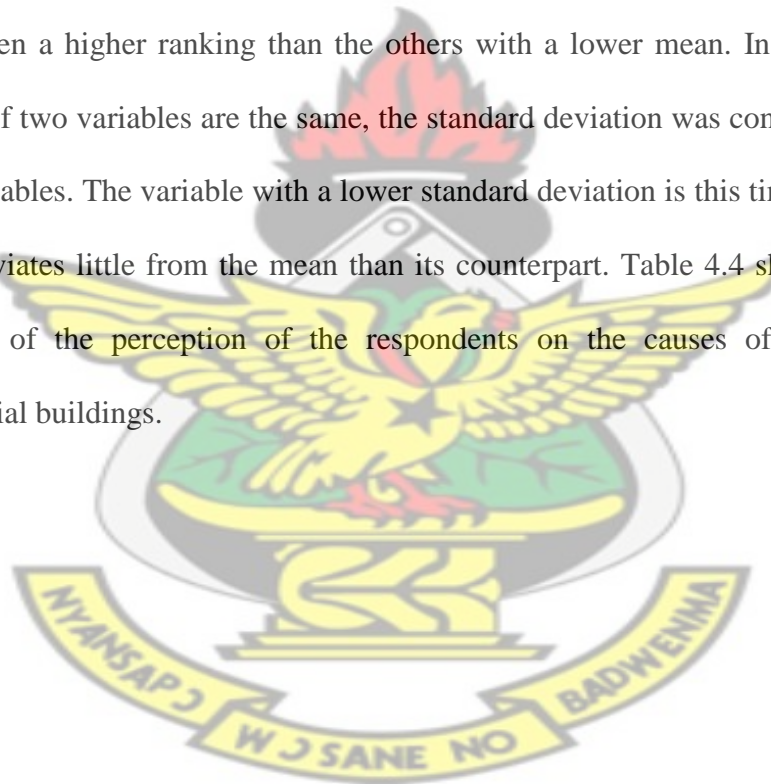 en a higher ranking than the others with a lower mean. In
f two variables are the same, the standard deviation was con
ables. The variable with a lower standard deviation is this ti
viates little from the mean than its counterpart. Table 4.4 s
of the perception of the respondents on the causes of
ial buildings.
NYANSAPƆ
WƆ SANE NO
BADWENMA